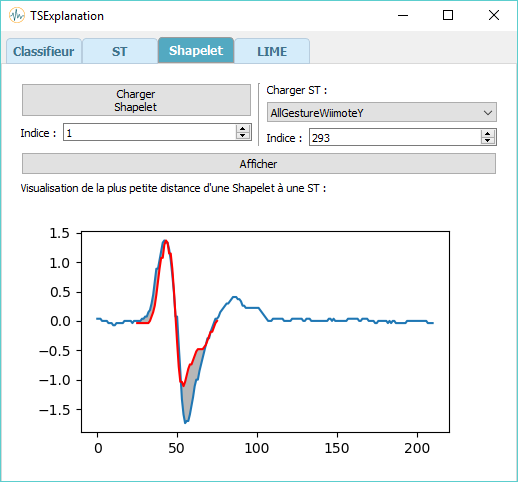 TSExplanation
Classifieur ST Shapelet LIME
Charger
Shapelet
Indice : 1
Charger ST :
AllGestureWiimoteY
Indice : 293
Afficher
Visualisation de la plus petite distance d'une Shapelet à une ST :
1.5
1.0
0.5
0.0
−0.5
−1.0
−1.5
0 50 100 150 200